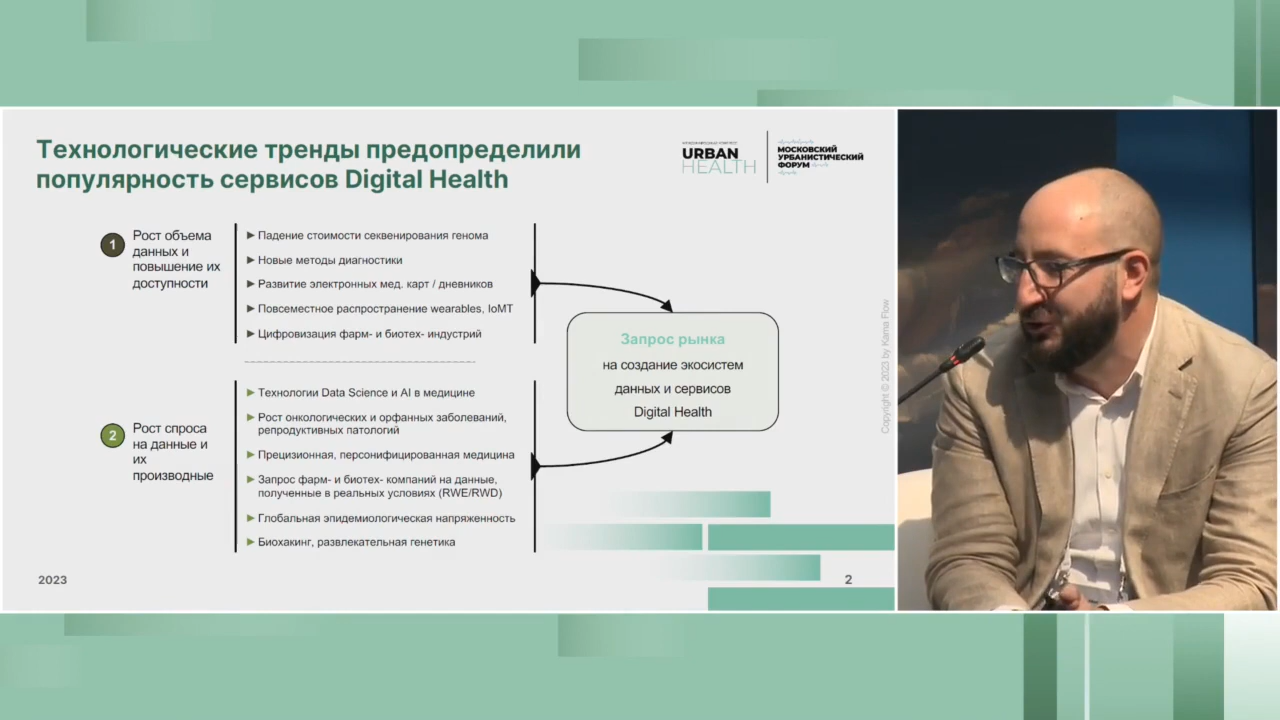 Технологические тренды предопределили
популярность сервисов Digital Health
URBAN
HEALTH
МОСКОВСКИЙ
УРБАНИСТИЧЕСКИЙ
ФОРУМ
1
Рост объема
данных и
повышение их
доступности
► Падение стоимости секвенирования генома
► Новые методы диагностики
► Развитие электронных мед. карт / дневников
► Повсеместное распространение wearables, IoMT
► Цифровизация фарм- и биотех- индустрий
2
Рост спроса
на данные и
их
производные
► Технологии Data Science и AI в медицине
► Рост онкологических и орфанных заболеваний,
репродуктивных патологий
► Прецизионная, персонифицированная медицина
► Запрос фарм- и биотех- компаний на данные,
полученные в реальных условиях (RWE/RWD)
► Глобальная эпидемиологическая напряженность
► Биохакинг, развлекательная генетика
Запрос рынка
на создание экосистем
данных и сервисов
Digital Health
Copyright © 2023 by Kama Flow
2023
2